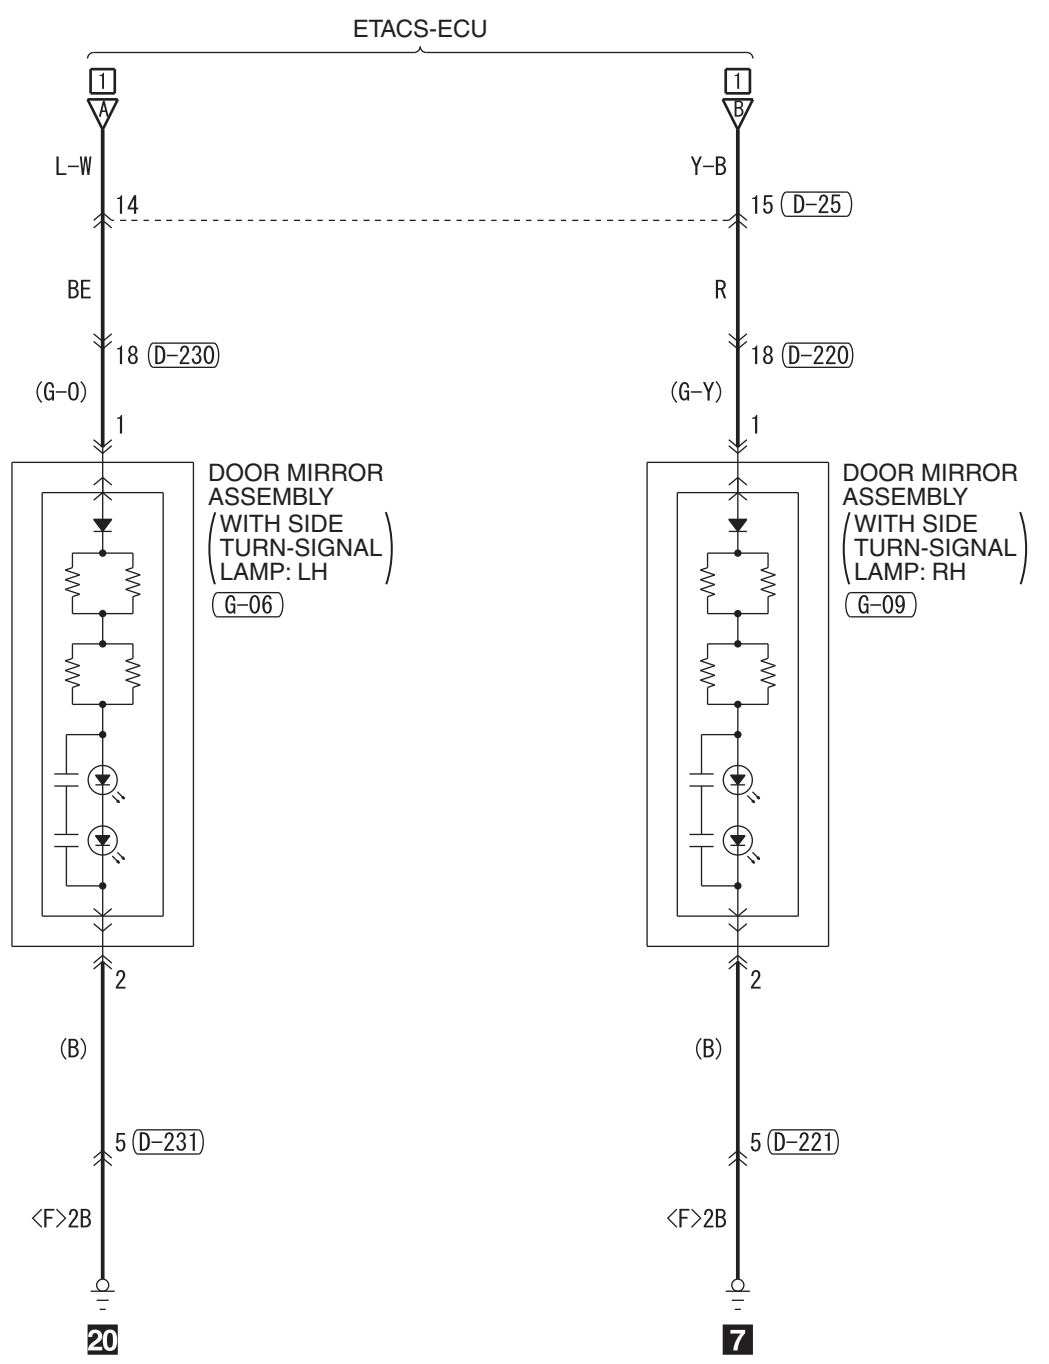 ETACS-ECU
1 1
A B
L-W Y-B
14 15 D-25
BE R
18 D-230 18 D-220
(G-O) (G-Y)
1 1
DOOR MIRROR
ASSEMBLY
(WITH SIDE
TURN-SIGNAL
LAMP: LH)
G-06
DOOR MIRROR
ASSEMBLY
(WITH SIDE
TURN-SIGNAL
LAMP: RH)
G-09
2 2
(B) (B)
5 D-231 5 D-221
<F>2B <F>2B
20 7